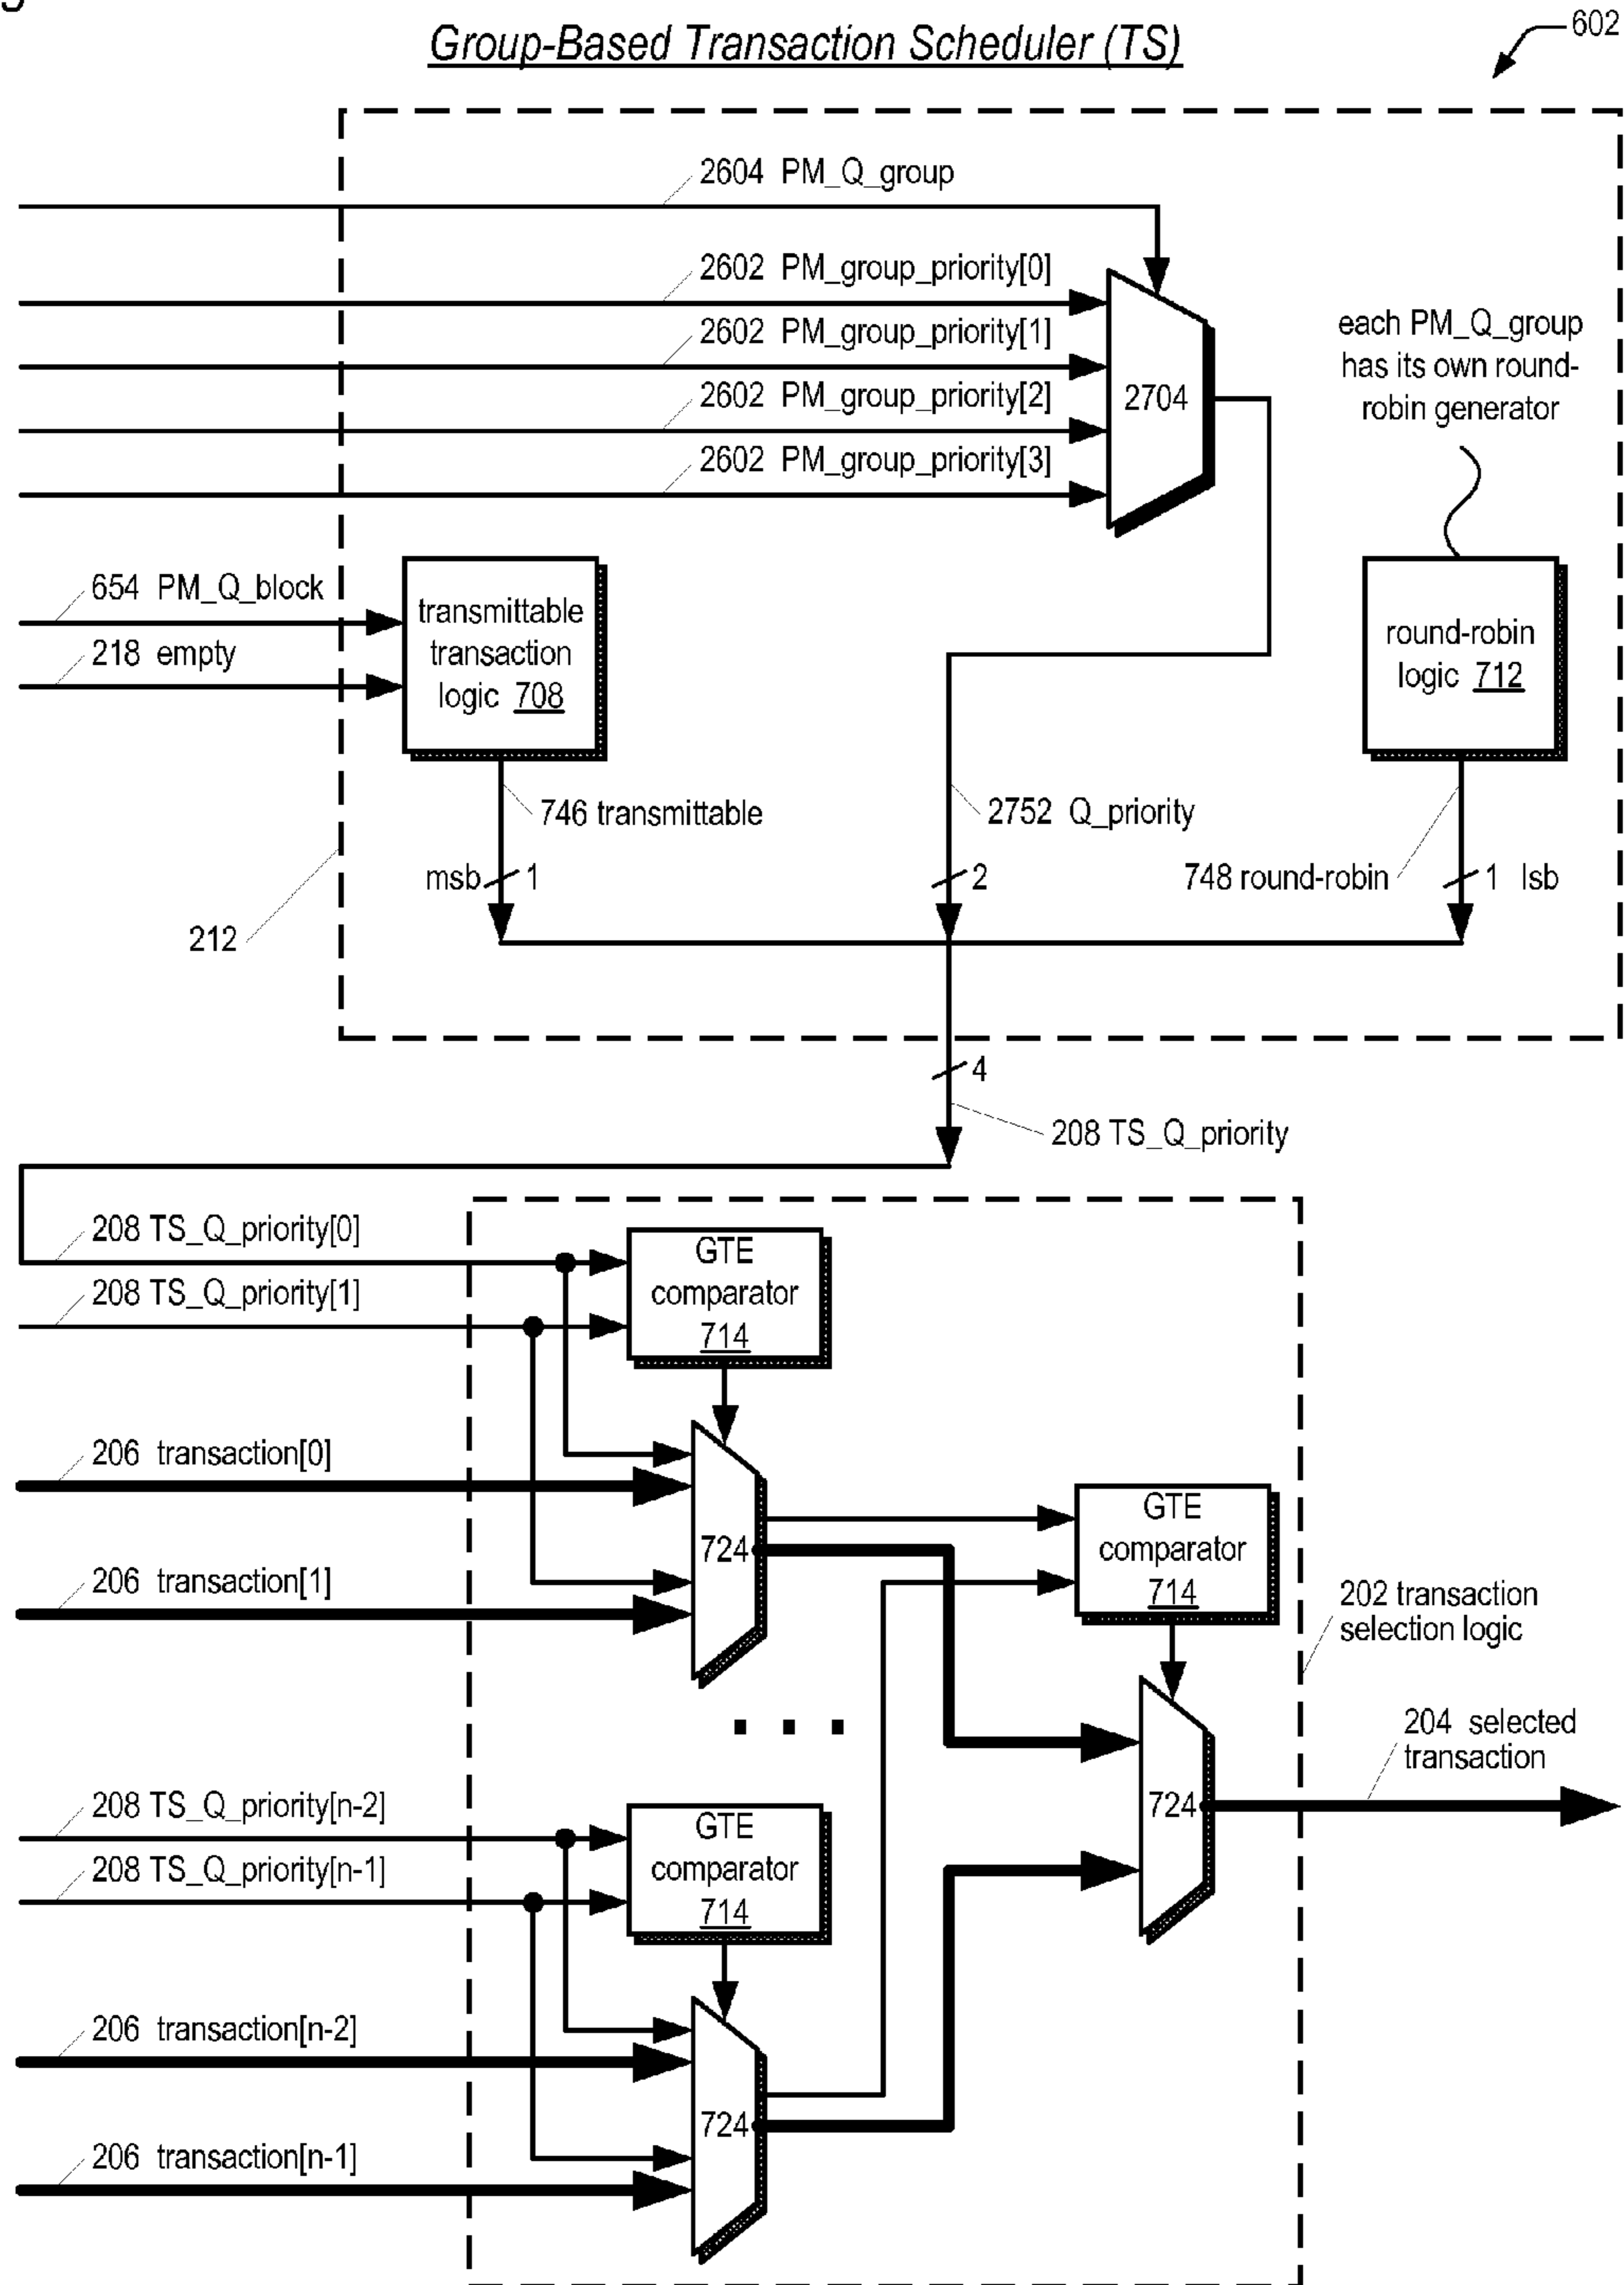 Group-Based Transaction Scheduler (TS)
602
2604 PM_Q_group
2602 PM_group_priority[0]
2602 PM_group_priority[1]
2602 PM_group_priority[2]
2602 PM_group_priority[3]
2704
each PM_Q_group
has its own round-
robin generator
654 PM_Q_block
218 empty
transmittable
transaction
logic 708
round-robin
logic 712
746 transmittable
2752 Q_priority
748 round-robin
msb 1
2
1 lsb
212
4
208 TS_Q_priority
208 TS_Q_priority[0]
208 TS_Q_priority[1]
GTE
comparator
714
206 transaction[0]
206 transaction[1]
724
GTE
comparator
714
202 transaction
selection logic
204 selected
transaction
724
208 TS_Q_priority[n-2]
208 TS_Q_priority[n-1]
GTE
comparator
714
206 transaction[n-2]
206 transaction[n-1]
724